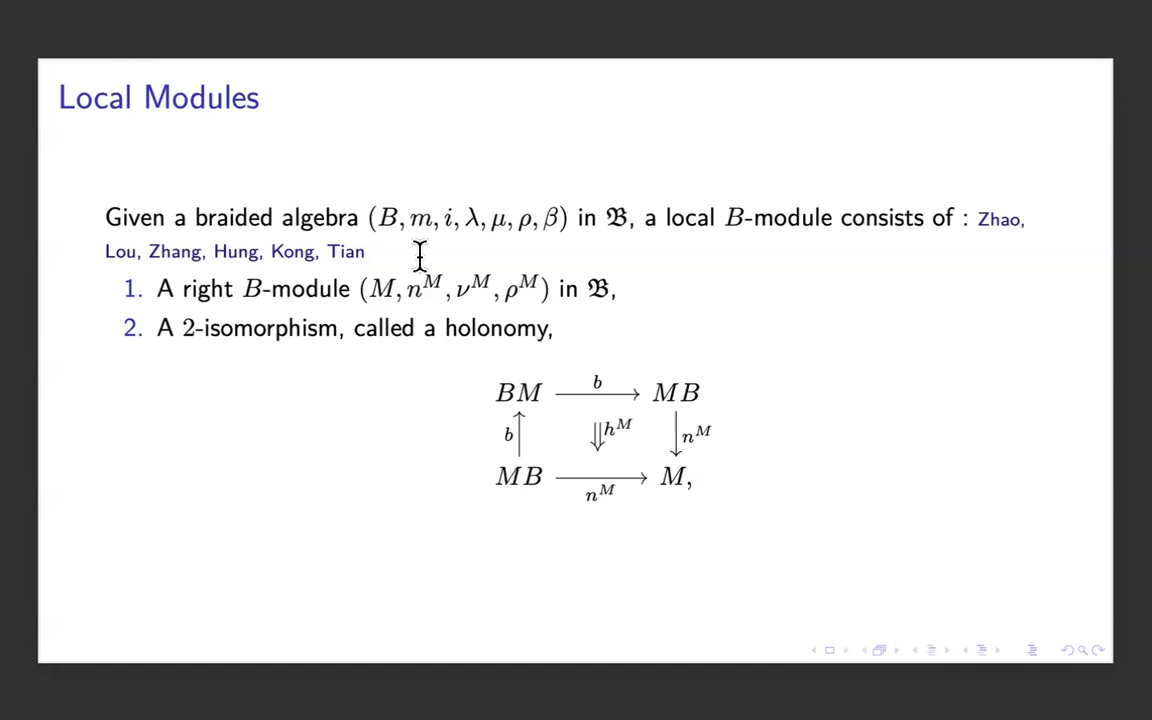 Local Modules
Given a braided algebra (B, m, i, λ, μ, ρ, β) in 𝔅, a local B-module consists of : Zhao,
Lou, Zhang, Hung, Kong, Tian
1. A right B-module (M, n^M, ν^M, ρ^M) in 𝔅,
2. A 2-isomorphism, called a holonomy,
b
BM MB
b h^M n^M
MB M,
n^M